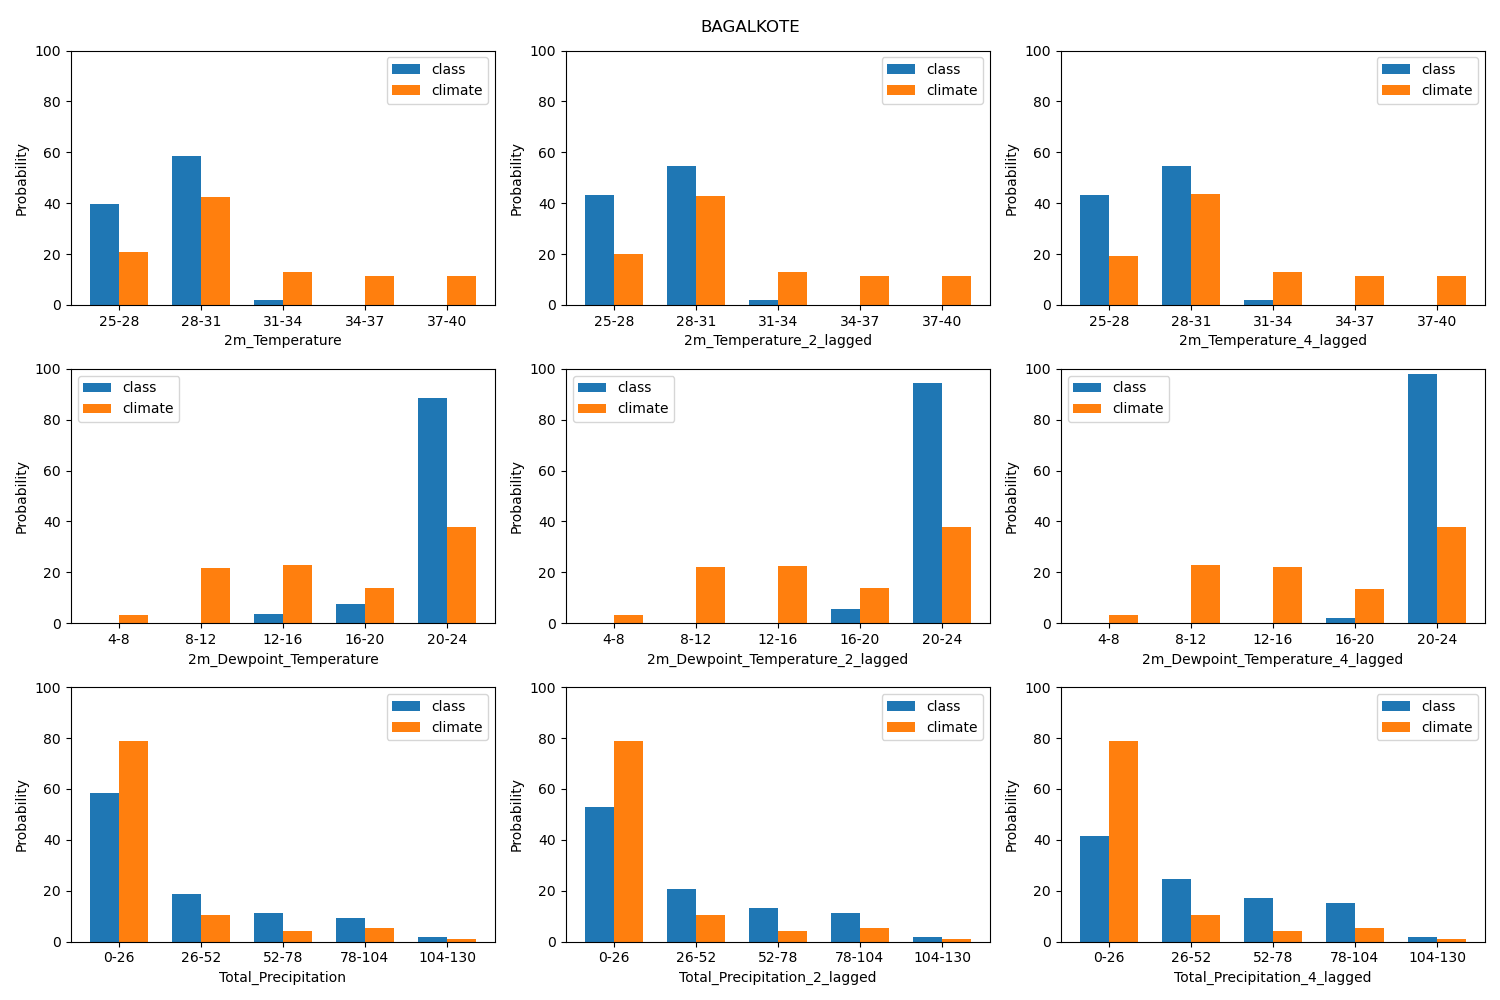 BAGALKOTE
100
80
60
40
20
0
Probability
class
climate
25-28 28-31 31-34 34-37 37-40
2m_Temperature
100
80
60
40
20
0
Probability
class
climate
25-28 28-31 31-34 34-37 37-40
2m_Temperature_2_lagged
100
80
60
40
20
0
Probability
class
climate
25-28 28-31 31-34 34-37 37-40
2m_Temperature_4_lagged
100
80
60
40
20
0
Probability
class
climate
4-8 8-12 12-16 16-20 20-24
2m_Dewpoint_Temperature
100
80
60
40
20
0
Probability
class
climate
4-8 8-12 12-16 16-20 20-24
2m_Dewpoint_Temperature_2_lagged
100
80
60
40
20
0
Probability
class
climate
4-8 8-12 12-16 16-20 20-24
2m_Dewpoint_Temperature_4_lagged
100
80
60
40
20
0
Probability
class
climate
0-26 26-52 52-78 78-104 104-130
Total_Precipitation
100
80
60
40
20
0
Probability
class
climate
0-26 26-52 52-78 78-104 104-130
Total_Precipitation_2_lagged
100
80
60
40
20
0
Probability
class
climate
0-26 26-52 52-78 78-104 104-130
Total_Precipitation_4_lagged